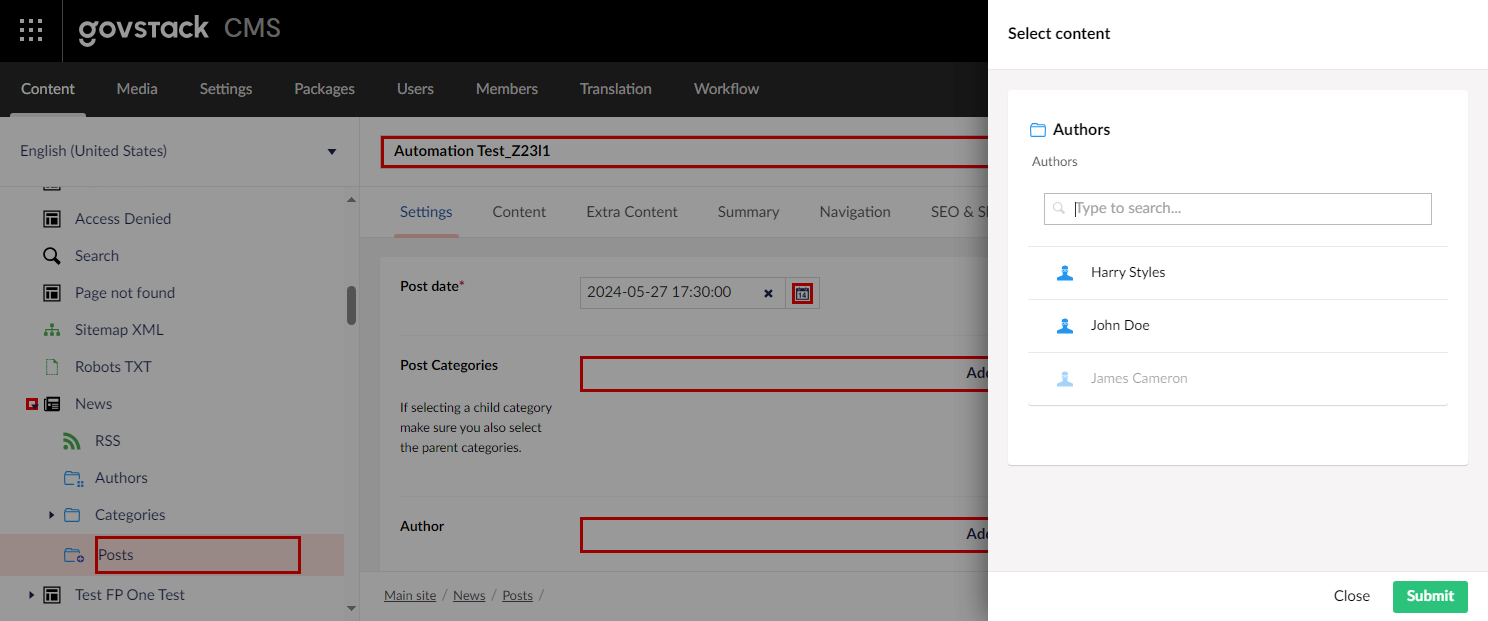 govstack CMS
Content Media Settings Packages Users Members Translation Workflow
English (United States)
Access Denied
Search
Page not found
Sitemap XML
Robots TXT
News
RSS
Authors
Categories
Posts
Test FP One Test
Automation Test_Z23l1
Settings Content Extra Content Summary Navigation SEO &
Post date*
2024-05-27 17:30:00
14
Post Categories
If selecting a child category
make sure you also select
the parent categories.
Author
Main site / News / Posts /
Select content
Authors
Authors
Type to search...
Harry Styles
John Doe
James Cameron
Close Submit